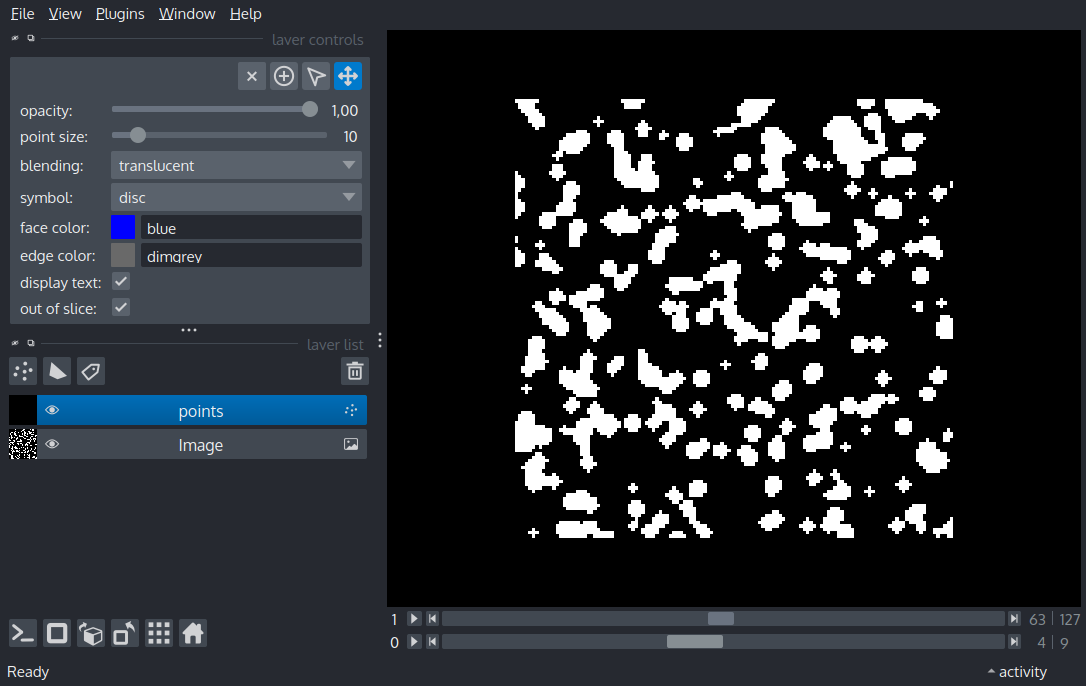 File View Plugins Window Help
laver controls
opacity: 1,00
point size: 10
blending: translucent
symbol: disc
face color: blue
edge color: dimgrey
display text:
out of slice:
laver list
points
Image
1 63 127
0 4 9
Ready
activity